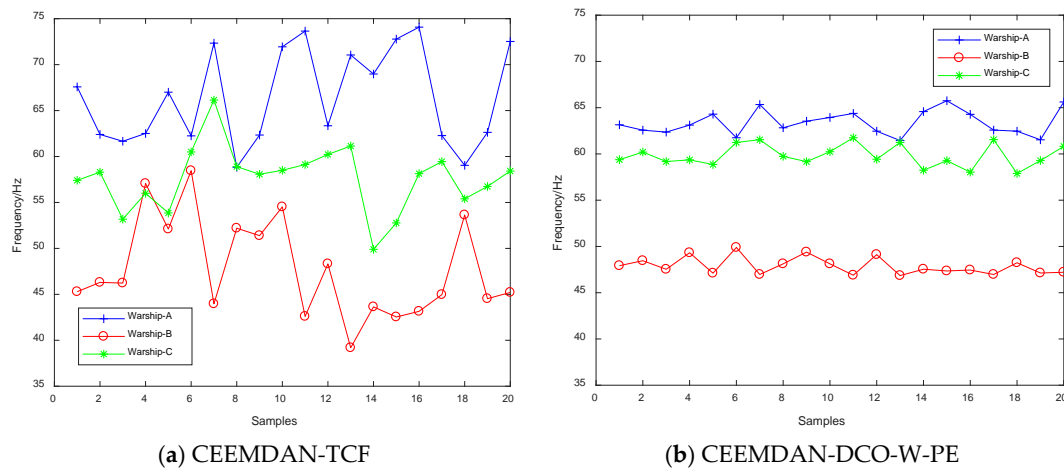 75
70
65
60
55
50
45
40
35
Frequency/Hz
Warship-A
Warship-B
Warship-C
0 2 4 6 8 10 12 14 16 18 20
Samples
(a) CEEMDAN-TCF
75
70
65
60
55
50
45
40
35
Frequency/Hz
Warship-A
Warship-B
Warship-C
0 2 4 6 8 10 12 14 16 18 20
Samples
(b) CEEMDAN-DCO-W-PE